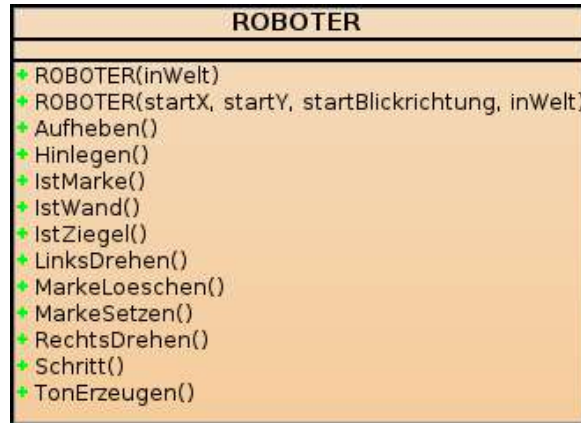 ROBOTER
+ ROBOTER(inWelt)
+ ROBOTER(startX, startY, startBlickrichtung, inWelt)
+ Aufheben()
+ Hinlegen()
+ IstMarke()
+ IstWand()
+ IstZiegel()
+ LinksDrehen()
+ MarkeLoeschen()
+ MarkeSetzen()
+ RechtsDrehen()
+ Schritt()
+ TonErzeugen()